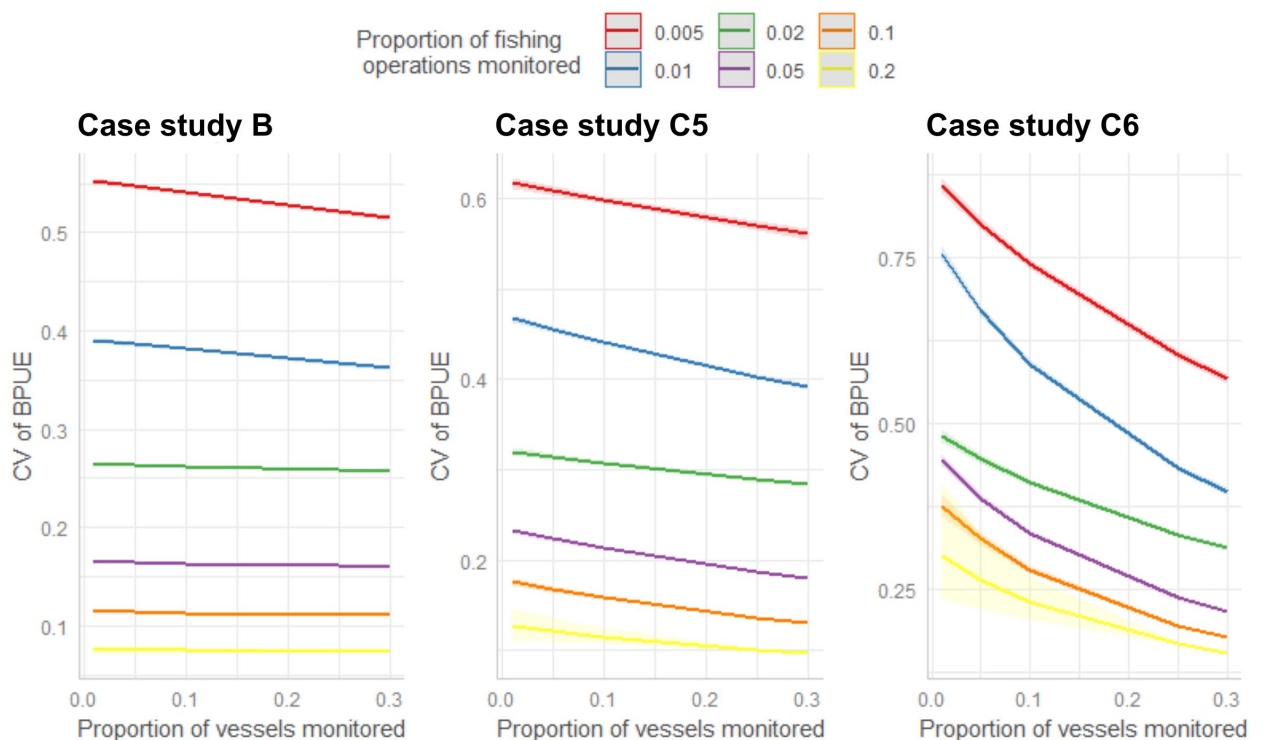 Proportion of fishing
operations monitored
0.005
0.02
0.1
0.01
0.05
0.2
Case study B
Case study C5
Case study C6
CV of BPUE
0.5
0.4
0.3
0.2
0.1
0.0
0.1
0.2
0.3
Proportion of vessels monitored
CV of BPUE
0.6
0.4
0.2
0.0
0.1
0.2
0.3
Proportion of vessels monitored
CV of BPUE
0.75
0.50
0.25
0.0
0.1
0.2
0.3
Proportion of vessels monitored